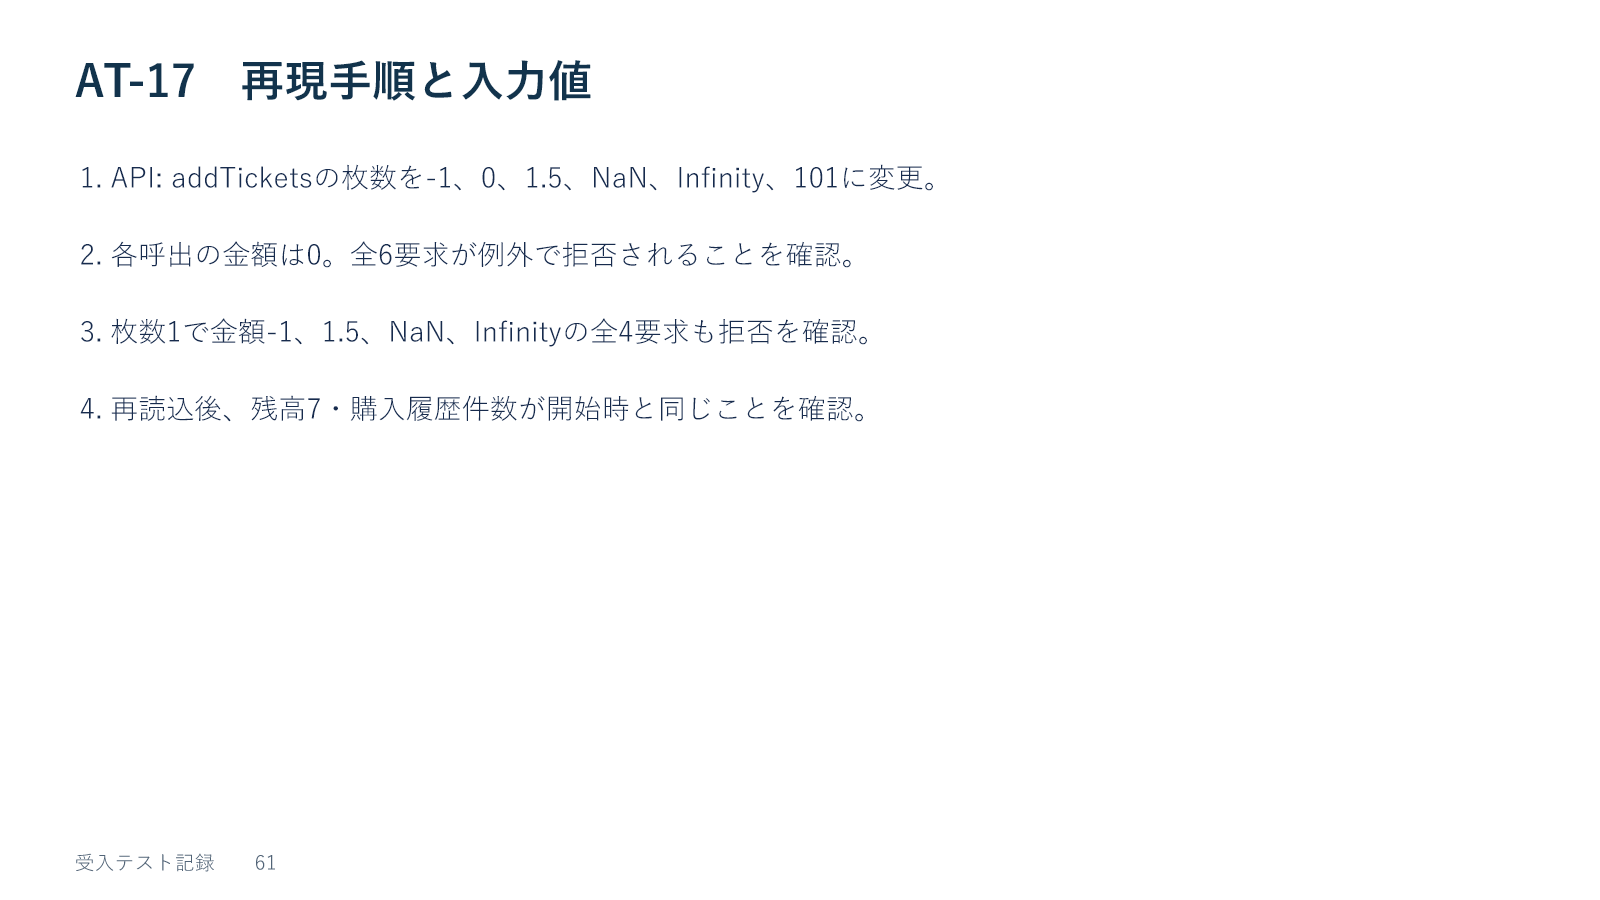 AT-17　再現手順と入力値
1. API: addTicketsの枚数を-1、0、1.5、NaN、Infinity、101に変更。
2. 各呼出の金額は0。全6要求が例外で拒否されることを確認。
3. 枚数1で金額-1、1.5、NaN、Infinityの全4要求も拒否を確認。
4. 再読込後、残高7・購入履歴件数が開始時と同じことを確認。
受入テスト記録　　61